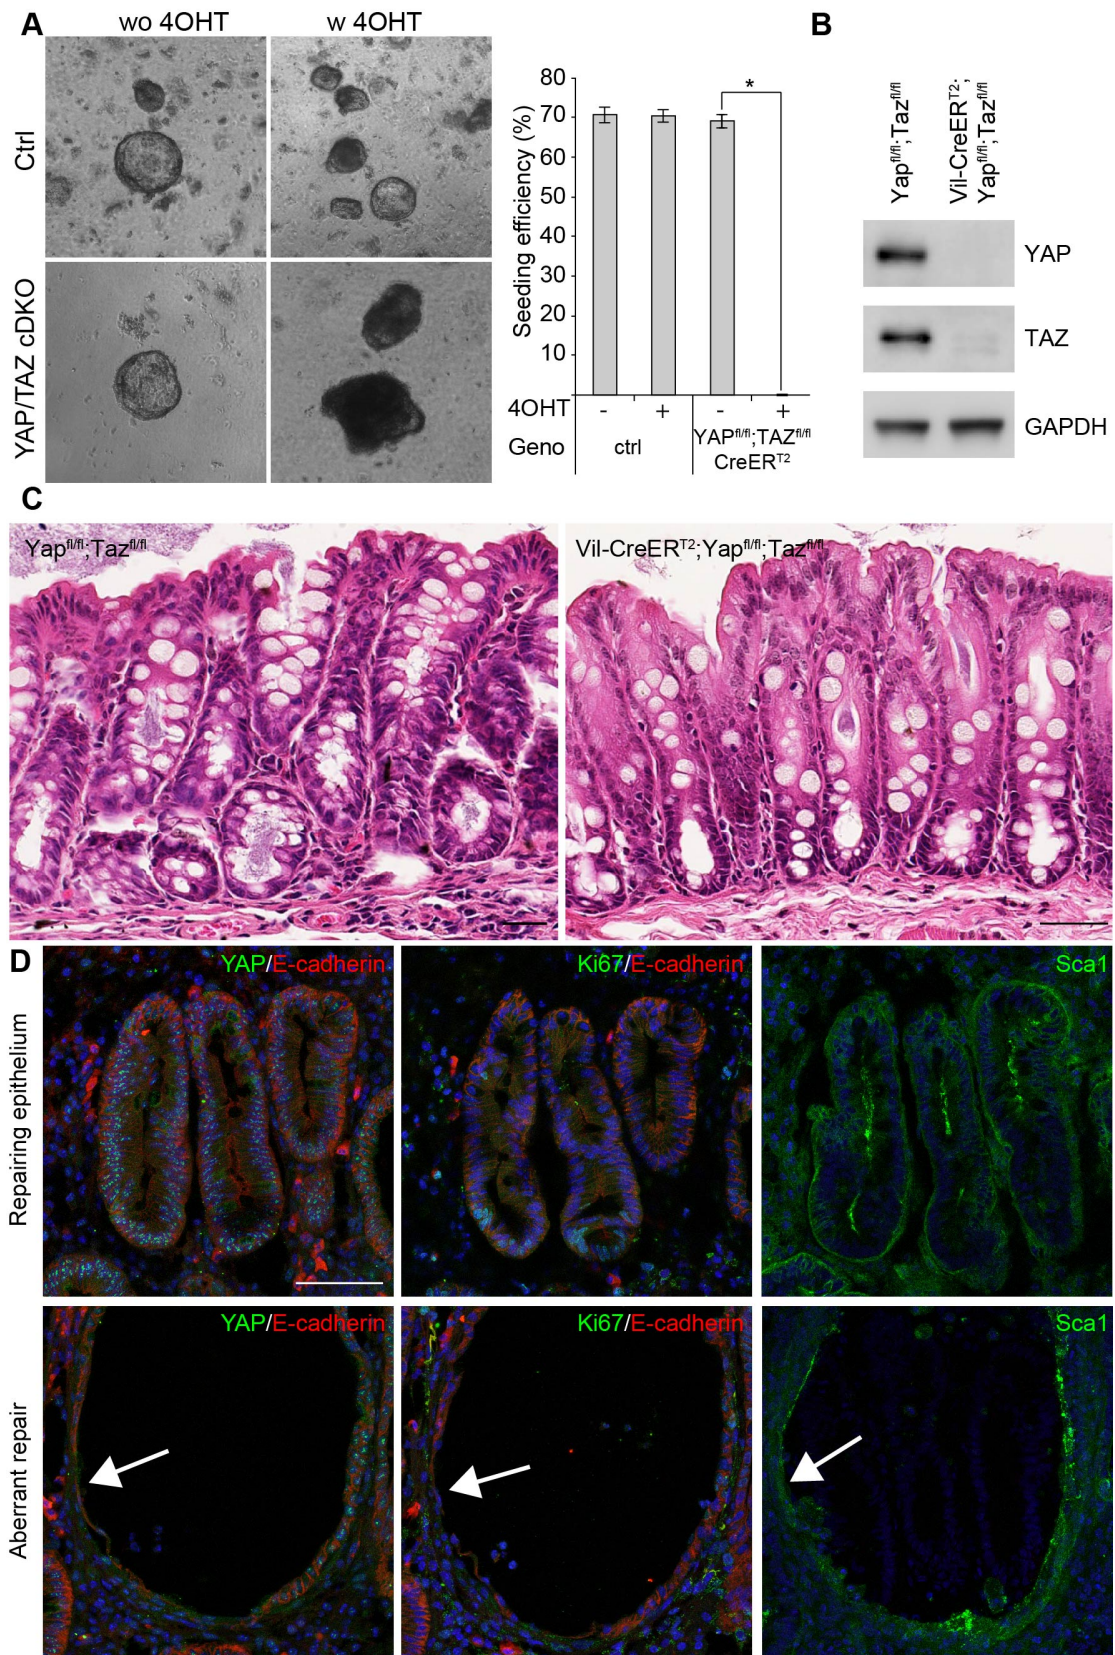 A
wo 4OHT
w 4OHT
Ctrl
YAP/TAZ cDKO
Seeding efficiency (%)
80
70
60
50
40
30
20
10
*
4OHT
-
+
-
+
Geno
ctrl
YAPfl/fl;TAZfl/fl
CreERT2
B
Yapfl/fl;Tazfl/fl
Vil-CreERT2;
Yapfl/fl;Tazfl/fl
YAP
TAZ
GAPDH
C
Yapfl/fl;Tazfl/fl
Vil-CreERT2;Yapfl/fl;Tazfl/fl
D
Repairing epithelium
YAP/E-cadherin
Ki67/E-cadherin
Sca1
Aberrant repair
YAP/E-cadherin
Ki67/E-cadherin
Sca1